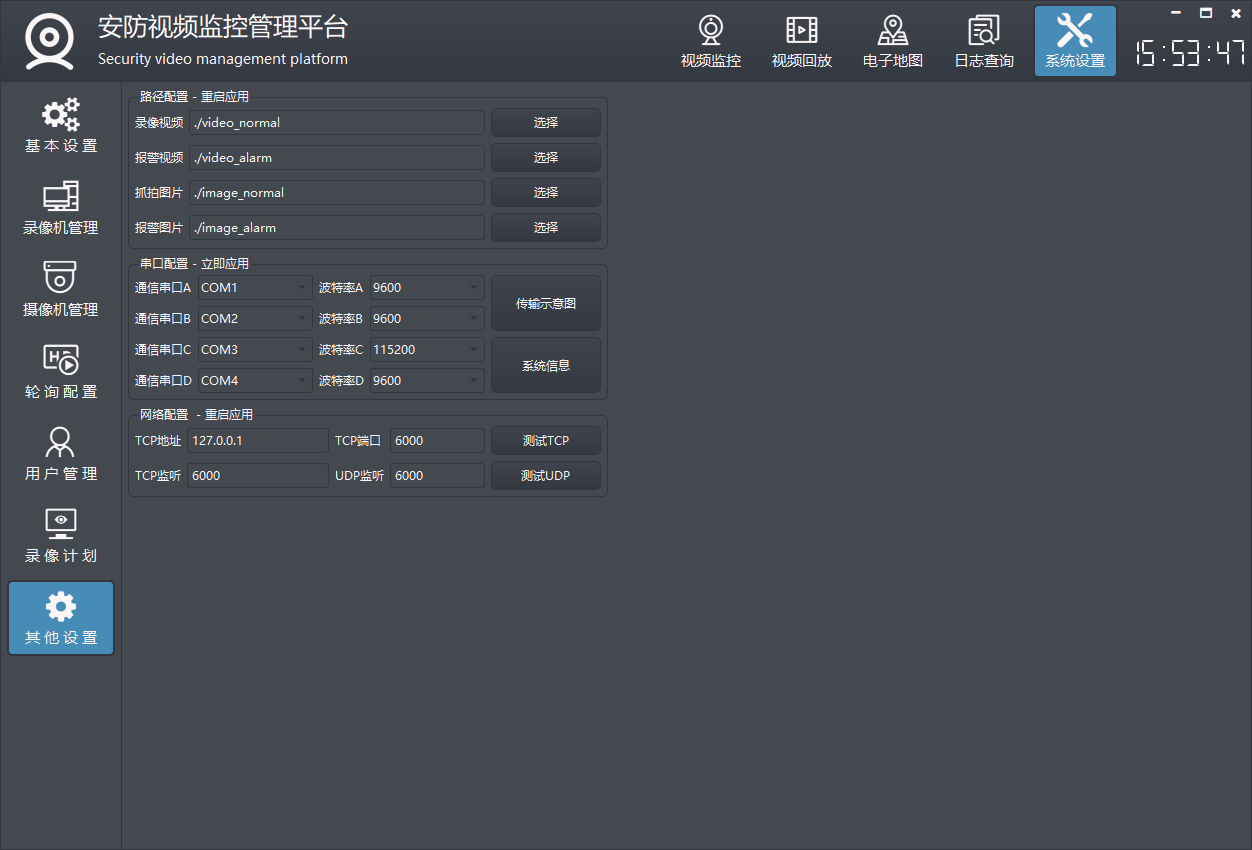 安防视频监控管理平台
Security video management platform
视频监控 视频回放 电子地图 日志查询 系统设置
15:53:47
基本设置
录像机管理
摄像机管理
轮询配置
用户管理
录像计划
其他设置
路径配置 - 重启应用
录像视频 ./video_normal 选择
报警视频 ./video_alarm 选择
抓拍图片 ./image_normal 选择
报警图片 ./image_alarm 选择
串口配置 - 立即应用
通信串口A COM1 波特率A 9600 传输示意图
通信串口B COM2 波特率B 9600
通信串口C COM3 波特率C 115200 系统信息
通信串口D COM4 波特率D 9600
网络配置 - 重启应用
TCP地址 127.0.0.1 TCP端口 6000 测试TCP
TCP监听 6000 UDP监听 6000 测试UDP